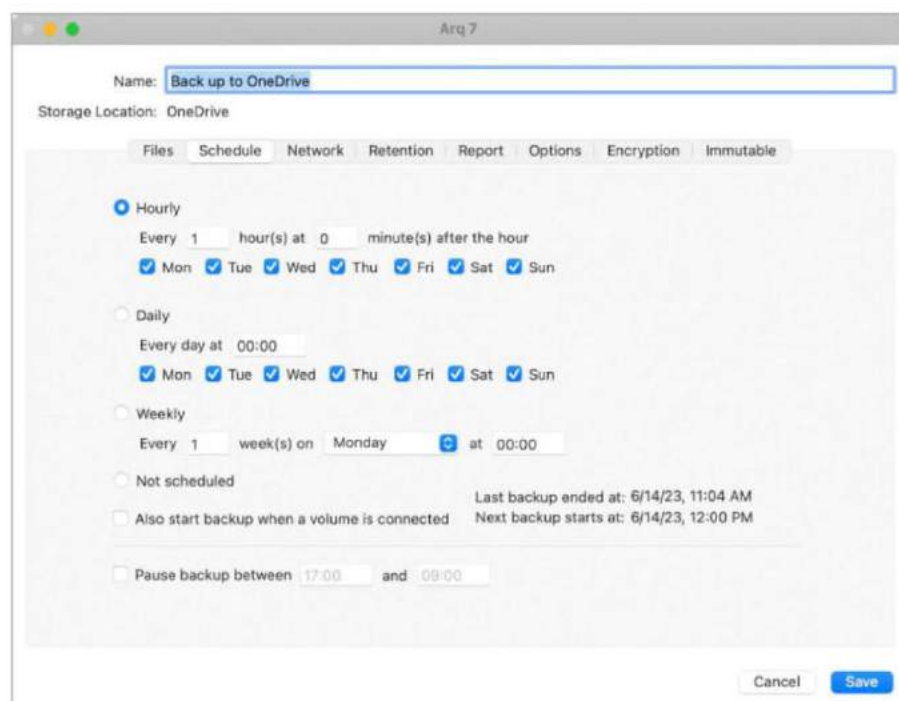 Arq 7
Name: Back up to OneDrive
Storage Location: OneDrive
Files Schedule Network Retention Report Options Encryption Immutable
Hourly
Every 1 hour(s) at 0 minute(s) after the hour
Mon Tue Wed Thu Fri Sat Sun
Daily
Every day at 00:00
Mon Tue Wed Thu Fri Sat Sun
Weekly
Every 1 week(s) on Monday at 00:00
Not scheduled
Last backup ended at: 6/14/23, 11:04 AM
Also start backup when a volume is connected
Next backup starts at: 6/14/23, 12:00 PM
Pause backup between 17:00 and 09:00
Cancel Save